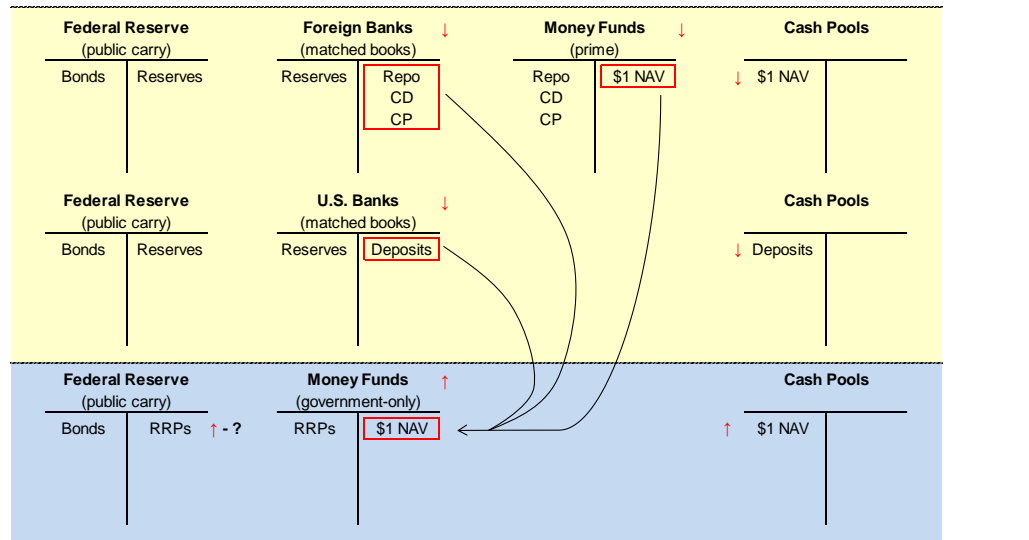 Federal Reserve Foreign Banks ↓ Money Funds ↓ Cash Pools
(public carry) (matched books) (prime)
Bonds Reserves Reserves Repo Repo $1 NAV ↓ $1 NAV
CD CD
CP CP
Federal Reserve U.S. Banks ↓ Cash Pools
(public carry) (matched books)
Bonds Reserves Reserves Deposits ↓ Deposits
Federal Reserve Money Funds ↑ Cash Pools
(public carry) (government-only)
Bonds RRPs ↑ - ? RRPs $1 NAV ↑ $1 NAV